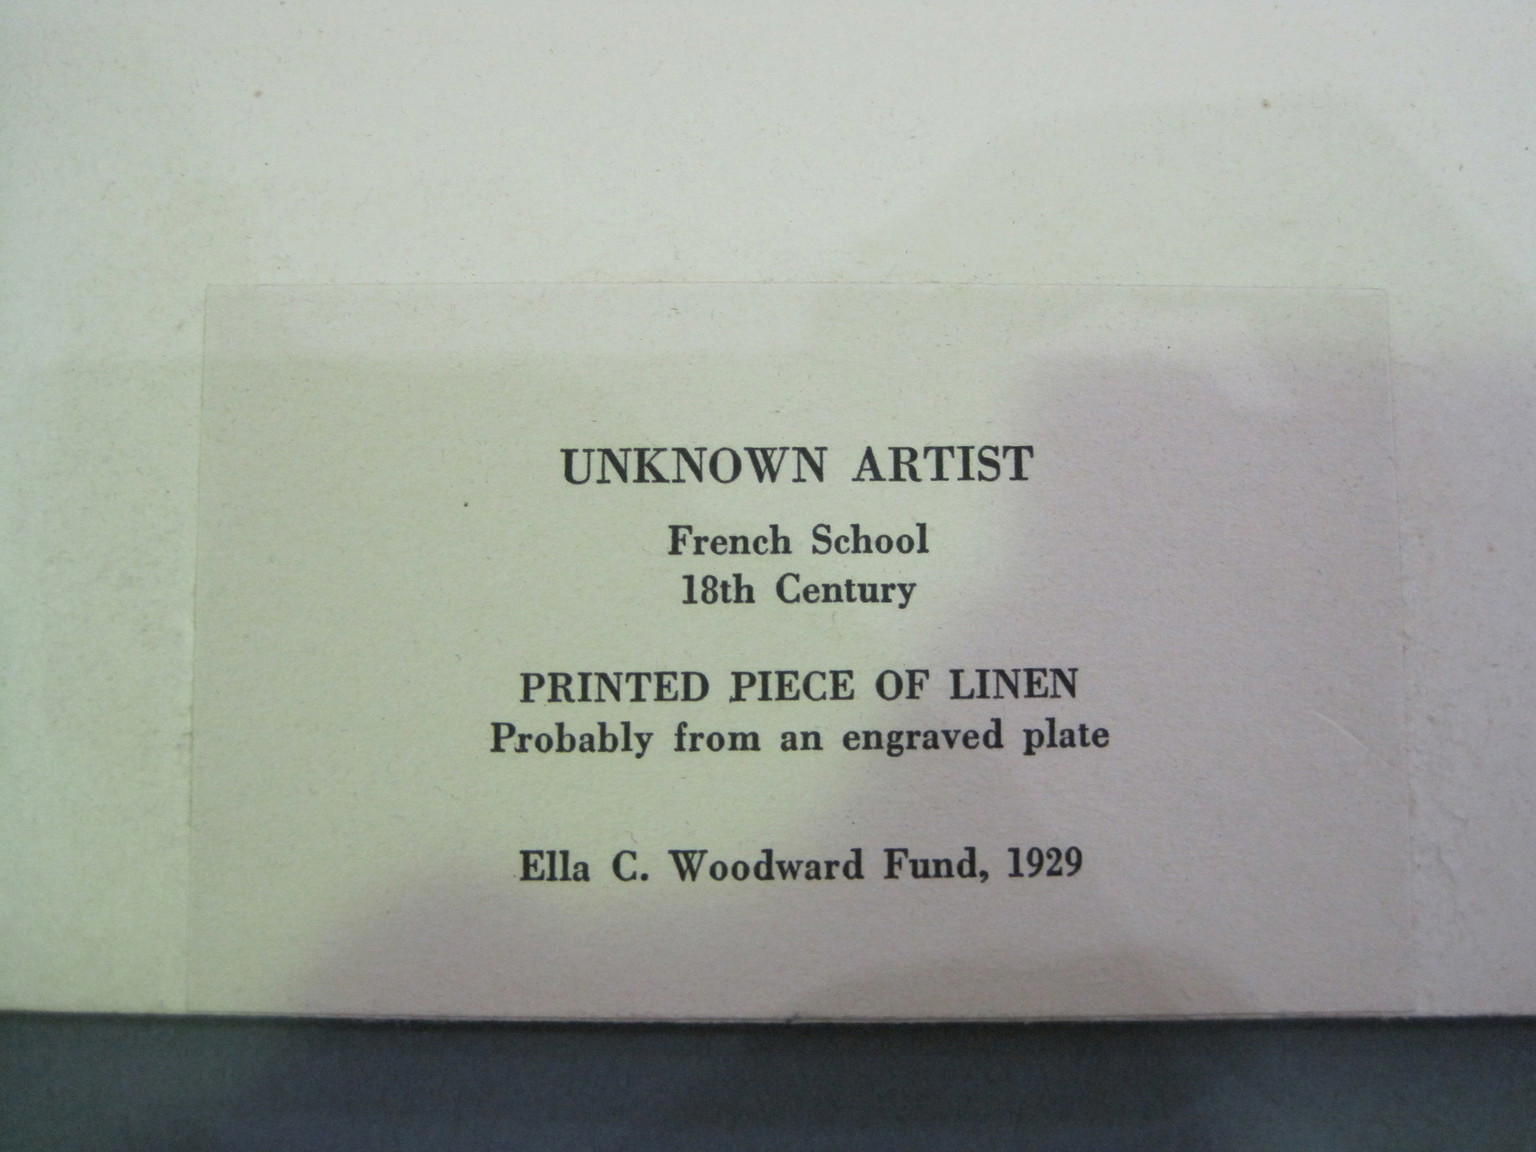 UNKNOWN ARTIST
French School
18th Century
PRINTED PIECE OF LINEN
Probably from an engraved plate
Ella C. Woodward Fund, 1929